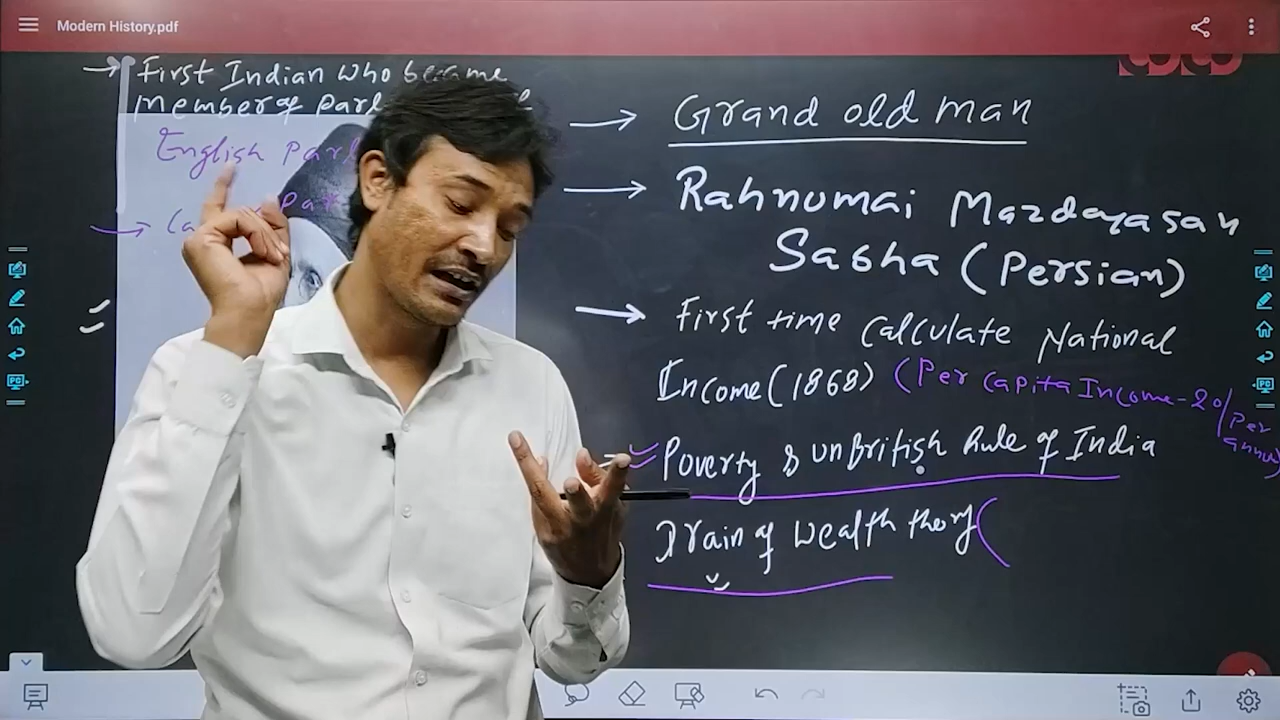 Modern History.pdf
→ First Indian who became
Member of Parl
English Parl
→ Par
→ Grand old man
→ Rahnumai Mazdayasan
Sabha (Persian)
→ First time Calculate National
Income (1868) (Per Capita Income-20/Per
annum)
Poverty & unBritish Rule of India
Drain of Wealth theory (